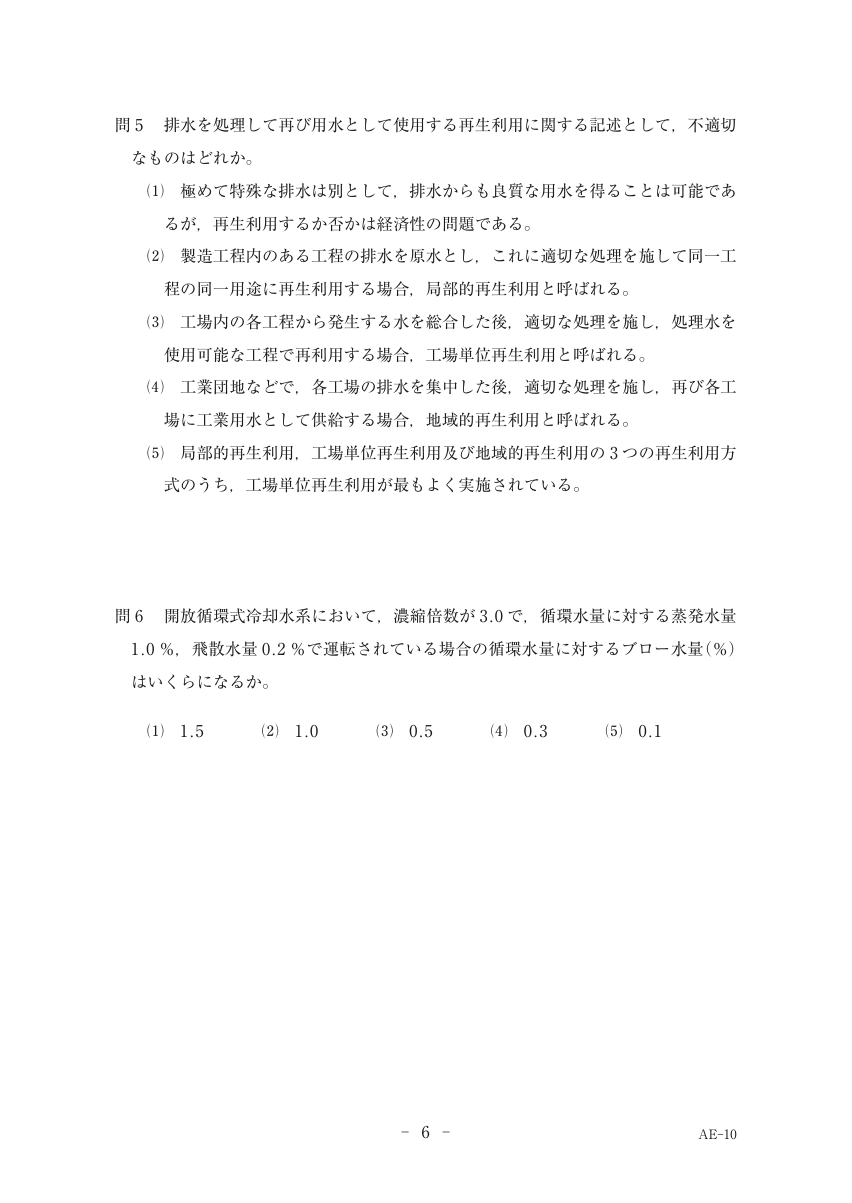 問5　排水を処理して再び用水として使用する再生利用に関する記述として，不適切
なものはどれか。
⑴　極めて特殊な排水は別として，排水からも良質な用水を得ることは可能であ
るが，再生利用するか否かは経済性の問題である。
⑵　製造工程内のある工程の排水を原水とし，これに適切な処理を施して同一工
程の同一用途に再生利用する場合，局部的再生利用と呼ばれる。
⑶　工場内の各工程から発生する水を総合した後，適切な処理を施し，処理水を
使用可能な工程で再利用する場合，工場単位再生利用と呼ばれる。
⑷　工業団地などで，各工場の排水を集中した後，適切な処理を施し，再び各工
場に工業用水として供給する場合，地域的再生利用と呼ばれる。
⑸　局部的再生利用，工場単位再生利用及び地域的再生利用の3つの再生利用方
式のうち，工場単位再生利用が最もよく実施されている。
問6　開放循環式冷却水系において，濃縮倍数が3.0で，循環水量に対する蒸発水量
1.0 %，飛散水量0.2 %で運転されている場合の循環水量に対するブロー水量(%)
はいくらになるか。
⑴　1.5　⑵　1.0　⑶　0.5　⑷　0.3　⑸　0.1
- 6 -
AE-10